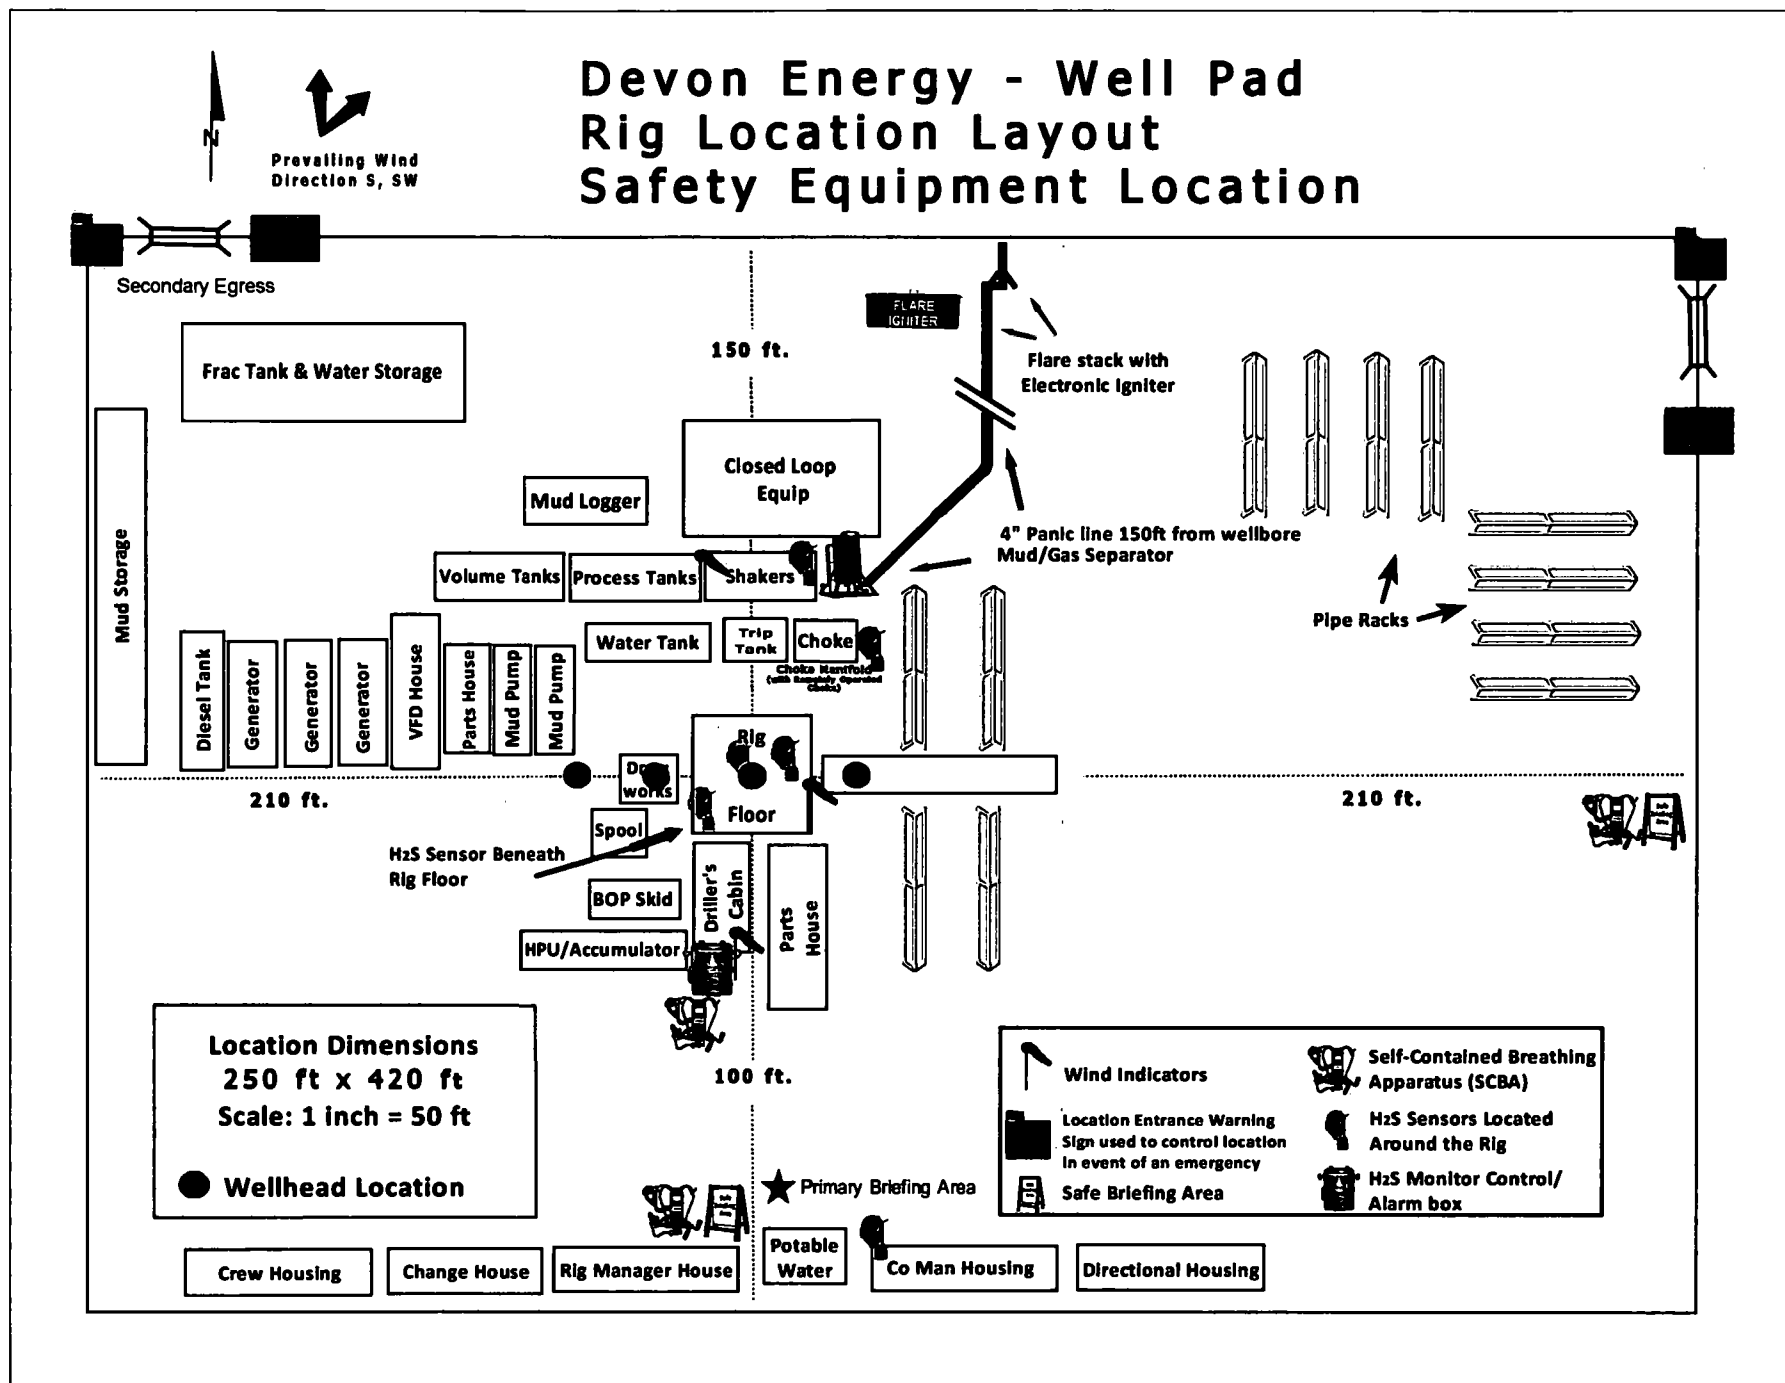 Devon Energy - Well Pad
Rig Location Layout
Safety Equipment Location
N
Prevailing Wind
Direction S, SW
Secondary Egress
FLARE
IGNITER
150 ft.
Flare stack with
Electronic Igniter
Frac Tank & Water Storage
Mud Storage
Closed Loop
Equip
Mud Logger
4" Panic line 150ft from wellbore
Mud/Gas Separator
Volume Tanks
Process Tanks
Shakers
Pipe Racks
Water Tank
Trip
Tank
Choke
Choke Manifold
(with Remotely Operated
Choke)
Diesel Tank
Generator
Generator
Generator
VFD House
Parts House
Mud Pump
Mud Pump
Rig
Floor
works
210 ft.
210 ft.
Spool
H2S Sensor Beneath
Rig Floor
BOP Skid
Driller's
Cabin
Parts
House
HPU/Accumulator
100 ft.
Location Dimensions
250 ft x 420 ft
Scale: 1 inch = 50 ft
Wellhead Location
Wind Indicators
Location Entrance Warning
Sign used to control location
in event of an emergency
Safe Briefing Area
Self-Contained Breathing
Apparatus (SCBA)
H2S Sensors Located
Around the Rig
H2S Monitor Control/
Alarm box
Primary Briefing Area
Crew Housing
Change House
Rig Manager House
Potable
Water
Co Man Housing
Directional Housing